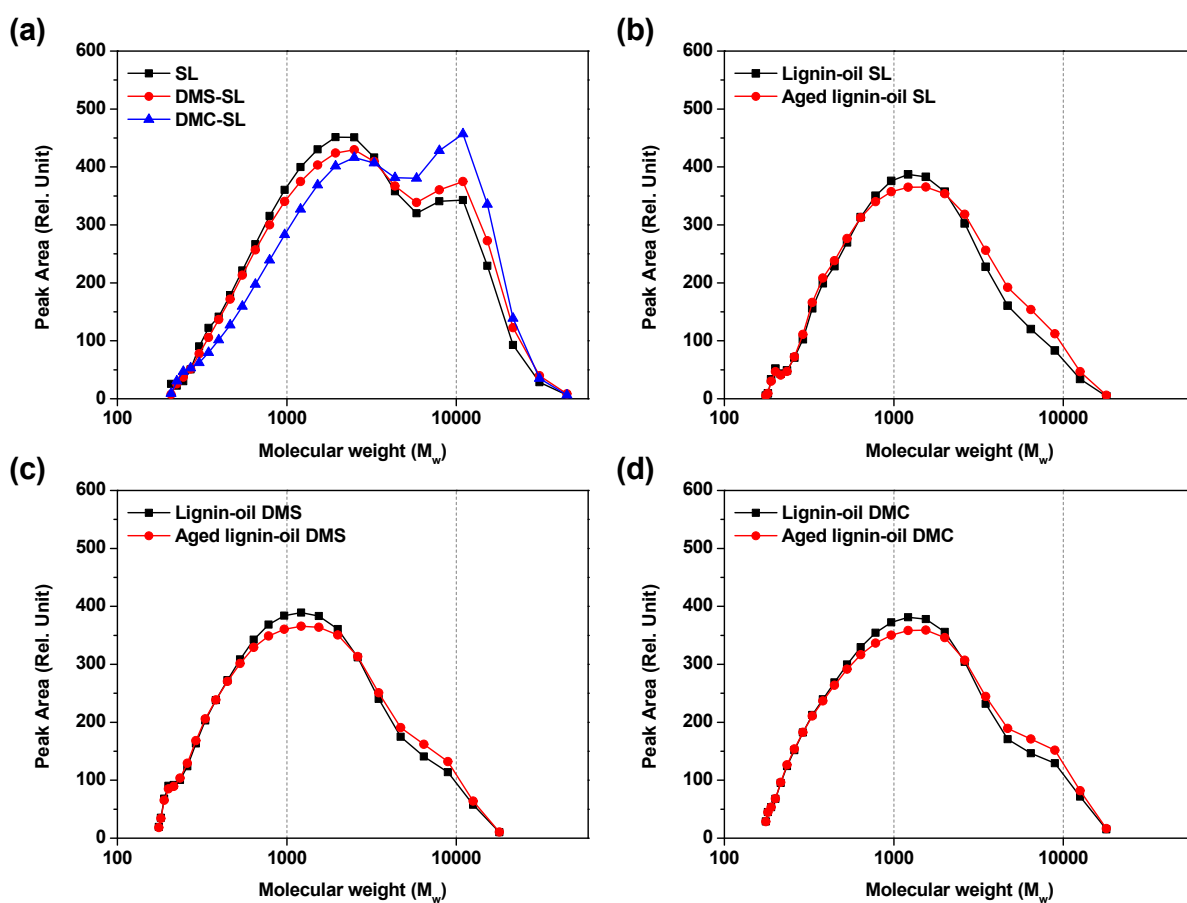 (a)
600
500
400
300
200
100
0
Peak Area (Rel. Unit)
SL
DMS-SL
DMC-SL
100
1000
10000
Molecular weight (Mw)
(b)
600
500
400
300
200
100
0
Peak Area (Rel. Unit)
Lignin-oil SL
Aged lignin-oil SL
100
1000
10000
Molecular weight (Mw)
(c)
600
500
400
300
200
100
0
Peak Area (Rel. Unit)
Lignin-oil DMS
Aged lignin-oil DMS
100
1000
10000
Molecular weight (Mw)
(d)
600
500
400
300
200
100
0
Peak Area (Rel. Unit)
Lignin-oil DMC
Aged lignin-oil DMC
100
1000
10000
Molecular weight (Mw)